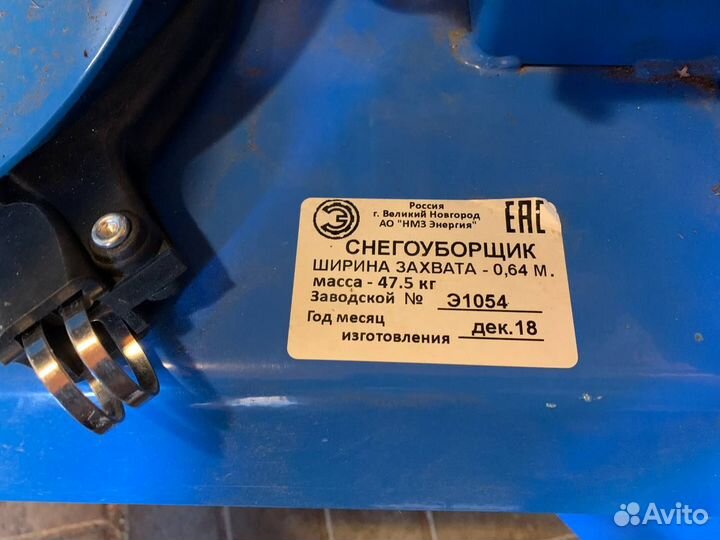 Э
Россия
г. Великий Новгород
АО "НМЗ Энергия"
ЕАС
СНЕГОУБОРЩИК
ШИРИНА ЗАХВАТА - 0,64 М.
масса - 47.5 кг
Заводской № Э1054
Год месяц
изготовления дек.18
Avito